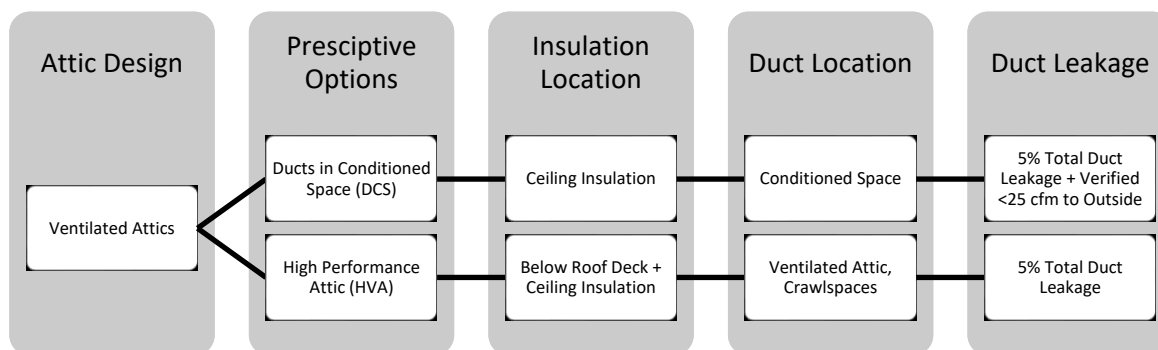 Attic Design
Presciptive
Options
Insulation
Location
Duct Location
Duct Leakage
Ventilated Attics
Ducts in Conditioned
Space (DCS)
Ceiling Insulation
Conditioned Space
5% Total Duct
Leakage + Verified
<25 cfm to Outside
High Performance
Attic (HVA)
Below Roof Deck +
Ceiling Insulation
Ventilated Attic,
Crawlspaces
5% Total Duct
Leakage